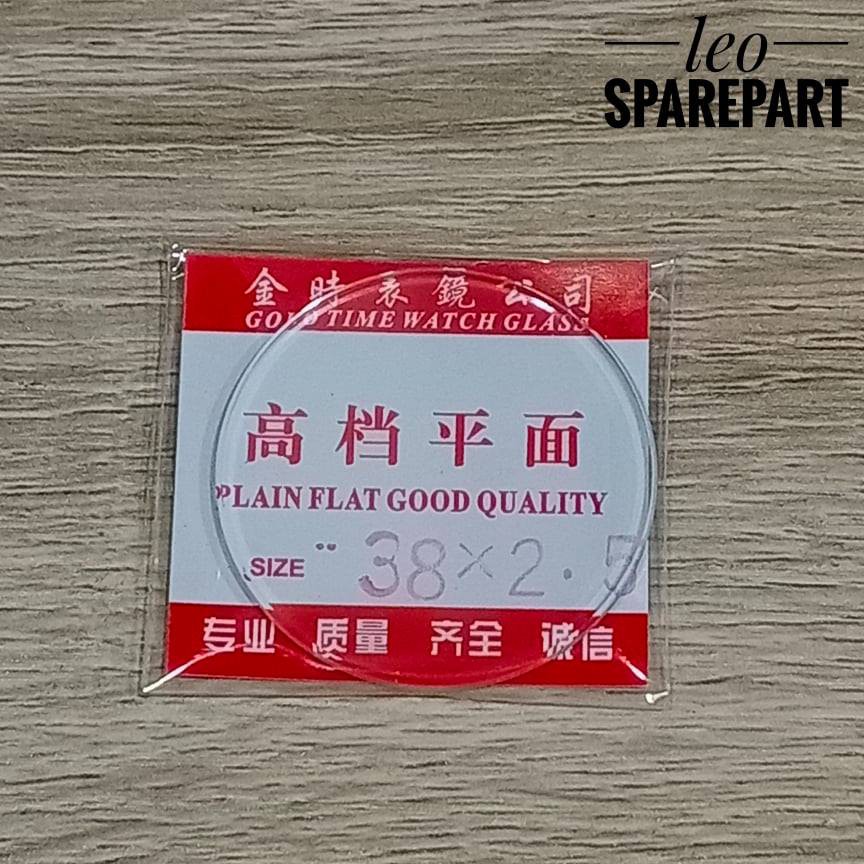 leo
SPAREPART
金時表鏡公司
GOLD TIME WATCH GLASS
高档平面
PLAIN FLAT GOOD QUALITY
SIZE 38×2.5
专业 质量 齐全 诚信